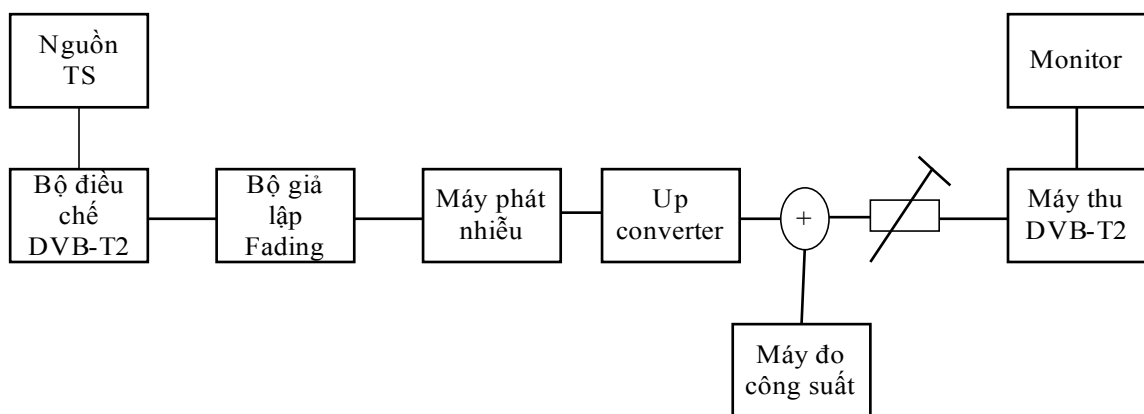 Nguồn
TS
Monitor
Bộ điều
chế
DVB-T2
Bộ giả
lập
Fading
Máy phát
nhiễu
Up
converter
+
Máy thu
DVB-T2
Máy đo
công suất